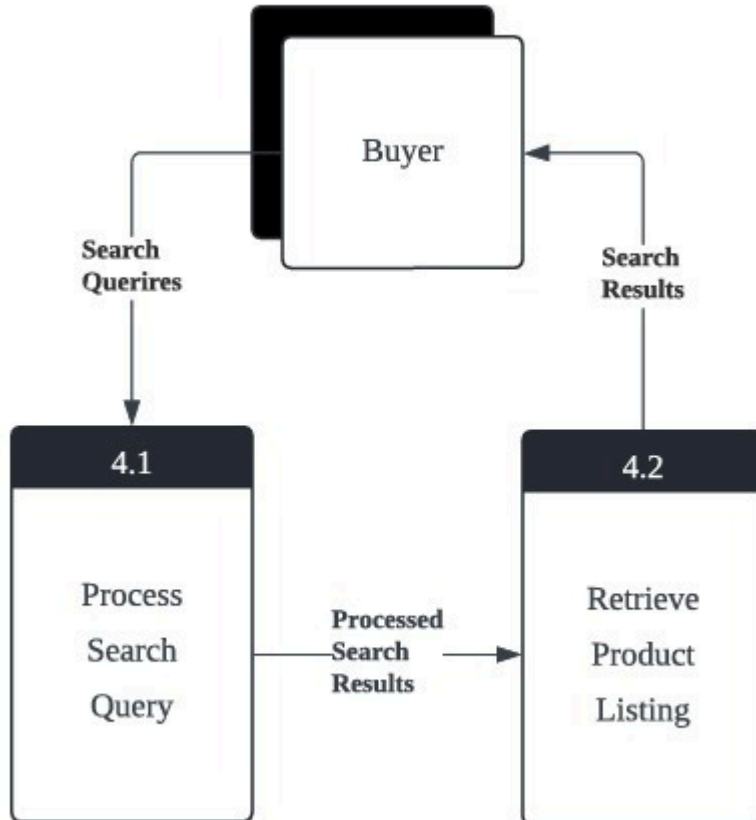 Buyer
Search
Querires
Search
Results
4.1
Process
Search
Query
Processed
Search
Results
4.2
Retrieve
Product
Listing